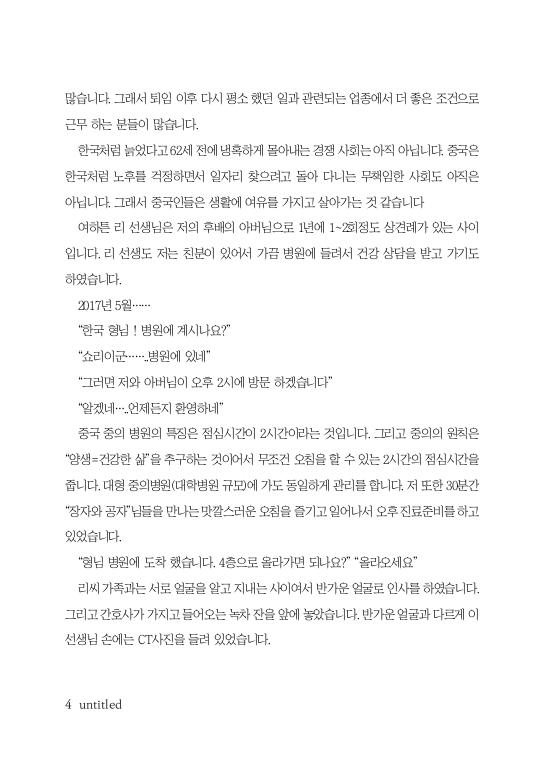 많습니다. 그래서 퇴임 이후 다시 평소 했던 일과 관련되는 업종에서 더 좋은 조건으로
근무 하는 분들이 많습니다.
한국처럼 늙었다고 62세 전에 냉혹하게 몰아내는 경쟁 사회는 아직 아닙니다. 중국은
한국처럼 노후를 걱정하면서 일자리 찾으려고 돌아 다니는 무책임한 사회도 아직은
아닙니다. 그래서 중국인들은 생활에 여유를 가지고 살아가는 것 같습니다
여하튼 리 선생님은 저의 후배의 아버님으로 1년에 1~2회정도 상견례가 있는 사이
입니다. 리 선생도 저는 친분이 있어서 가끔 병원에 들려서 건강 상담을 받고 가기도
하였습니다.
2017년 5월……
“한국 형님 ! 병원에 계시나요?”
“쇼리이군……..병원에 있네”
“그러면 저와 아버님이 오후 2시에 방문 하겠습니다”
“알겠네…..언제든지 환영하네”
중국 중의 병원의 특징은 점심시간이 2시간이라는 것입니다. 그리고 중의의 원칙은
“양생=건강한 삶”을 추구하는 것이어서 무조건 오침을 할 수 있는 2시간의 점심시간을
줍니다. 대형 중의병원(대학병원 규모)에 가도 동일하게 관리를 합니다. 저 또한 30분간
“장자와 공자”님들을 만나는 맛깔스러운 오침을 즐기고 일어나서 오후 진료준비를 하고
있었습니다.
“형님 병원에 도착 했습니다. 4층으로 올라가면 되나요?” “올라오세요”
리씨 가족과는 서로 얼굴을 알고 지내는 사이여서 반가운 얼굴로 인사를 하였습니다.
그리고 간호사가 가지고 들어오는 녹차 잔을 앞에 놓았습니다. 반가운 얼굴과 다르게 이
선생님 손에는 CT사진을 들려 있었습니다.
4 untitled